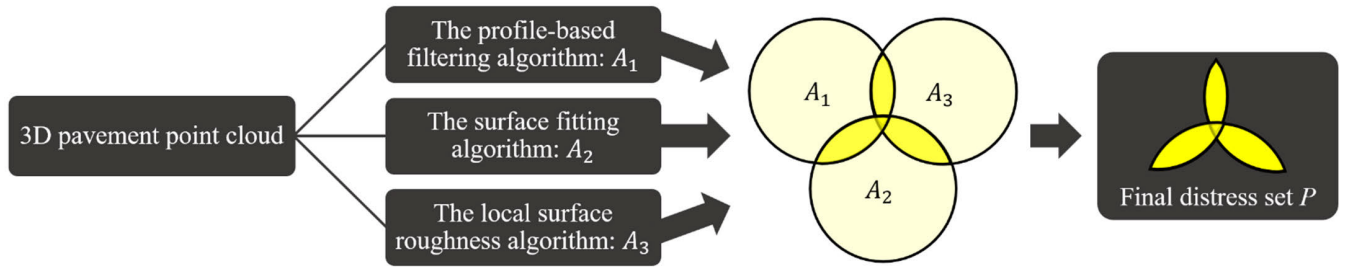 3D pavement point cloud
The profile-based
filtering algorithm: A₁
The surface fitting
algorithm: A₂
The local surface
roughness algorithm: A₃
A₁
A₃
A₂
Final distress set P